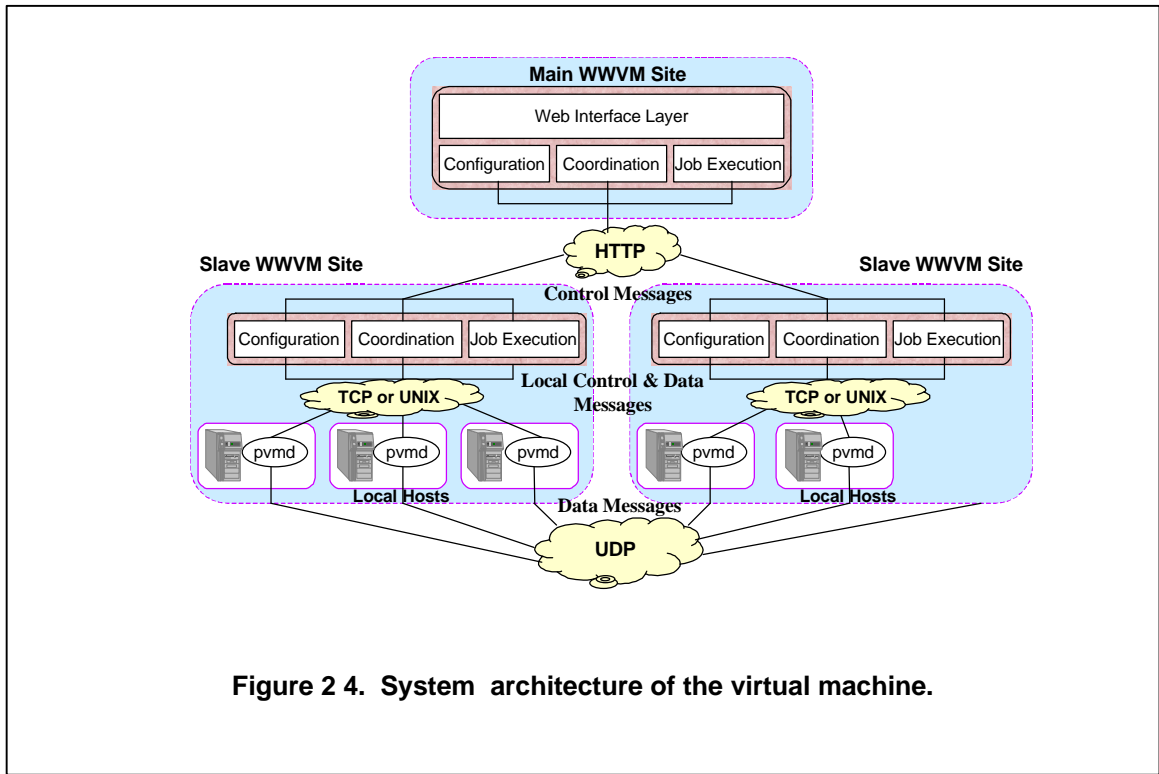 Main WWVM Site
Web Interface Layer
Configuration
Coordination
Job Execution
HTTP
Slave WWVM Site
Slave WWVM Site
Control Messages
Configuration
Coordination
Job Execution
Configuration
Coordination
Job Execution
Local Control & Data
Messages
TCP or UNIX
TCP or UNIX
pvmd
pvmd
pvmd
pvmd
pvmd
Local Hosts
Local Hosts
Data Messages
UDP
Figure 2 4. System architecture of the virtual machine.